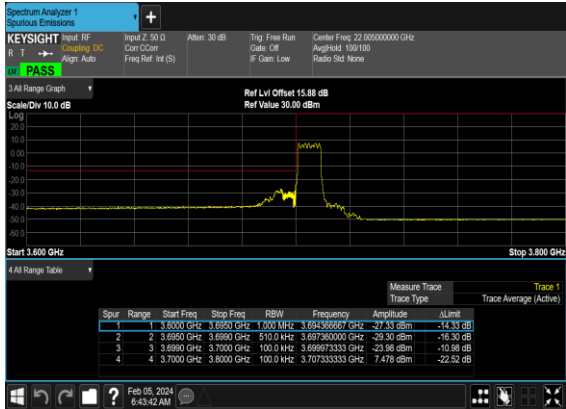 Spectrum Analyzer 1
Spurious Emissions
+
KEYSIGHT Input: RF Input Z: 50 Ω Atten: 30 dB Trig: Free Run Center Freq: 22.005000000 GHz
R T Coupling: DC Corr CCorr Gate: Off Avg|Hold: 100/100
Align: Auto Freq Ref: Int (S) IF Gain: Low Radio Std: None
LXI PASS
3 All Range Graph
Ref Lvl Offset 15.88 dB
Scale/Div 10.0 dB Ref Value 30.00 dBm
Log
20.0
10.0
0.00
-10.0
-20.0
-30.0
-40.0
-50.0
-60.0
Start 3.600 GHz Stop 3.800 GHz
4 All Range Table
Measure Trace Trace 1
Trace Type Trace Average (Active)
Spur Range Start Freq Stop Freq RBW Frequency Amplitude ΔLimit
1 1 3.6000 GHz 3.6950 GHz 1.000 MHz 3.694366667 GHz -27.33 dBm -14.33 dB
2 2 3.6950 GHz 3.6990 GHz 510.0 kHz 3.697360000 GHz -29.30 dBm -16.30 dB
3 3 3.6990 GHz 3.7000 GHz 100.0 kHz 3.699973333 GHz -23.98 dBm -10.98 dB
4 4 3.7000 GHz 3.8000 GHz 100.0 kHz 3.707333333 GHz 7.478 dBm -22.52 dB
? Feb 05, 2024
6:43:42 AM